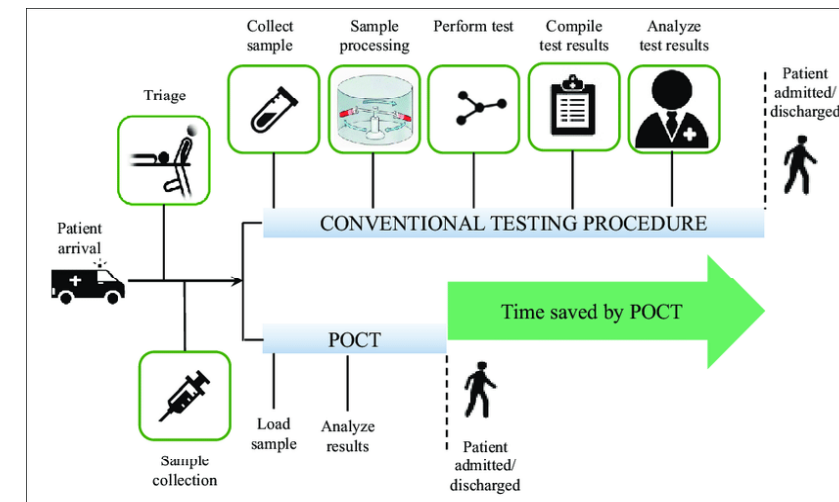 Collect
sample
Sample
processing
Perform test
Compile
test results
Analyze
test results
Patient
admitted/
discharged
Triage
CONVENTIONAL TESTING PROCEDURE
Patient
arrival
Time saved by POCT
POCT
Load
sample
Analyze
results
Patient
admitted/
discharged
Sample
collection